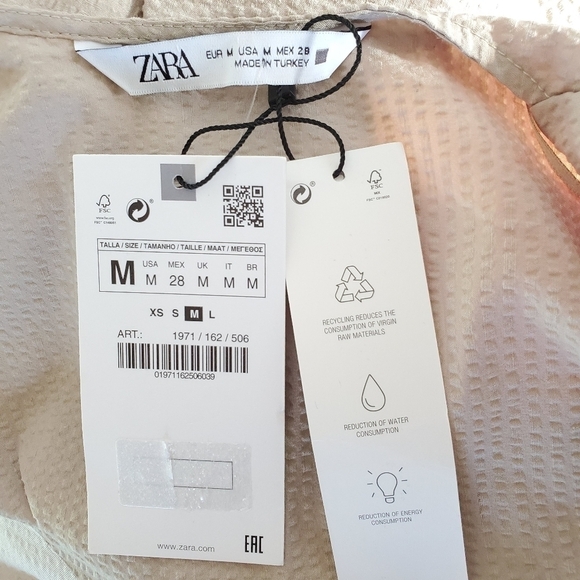 ZARA
EUR M USA M MEX 28
MADE IN TURKEY
FSC
TALLA / SIZE / TAMANHO / TAILLE / MAAT / ΜΕΓΕΘΟΣ
M
USA MEX UK IT BR
M 28 M M M
XS S M L
ART.: 1971 / 162 / 506
01971162506039
www.zara.com
EAC
FSC
RECYCLING REDUCES THE
CONSUMPTION OF VIRGIN
RAW MATERIALS
REDUCTION OF WATER
CONSUMPTION
REDUCTION OF ENERGY
CONSUMPTION